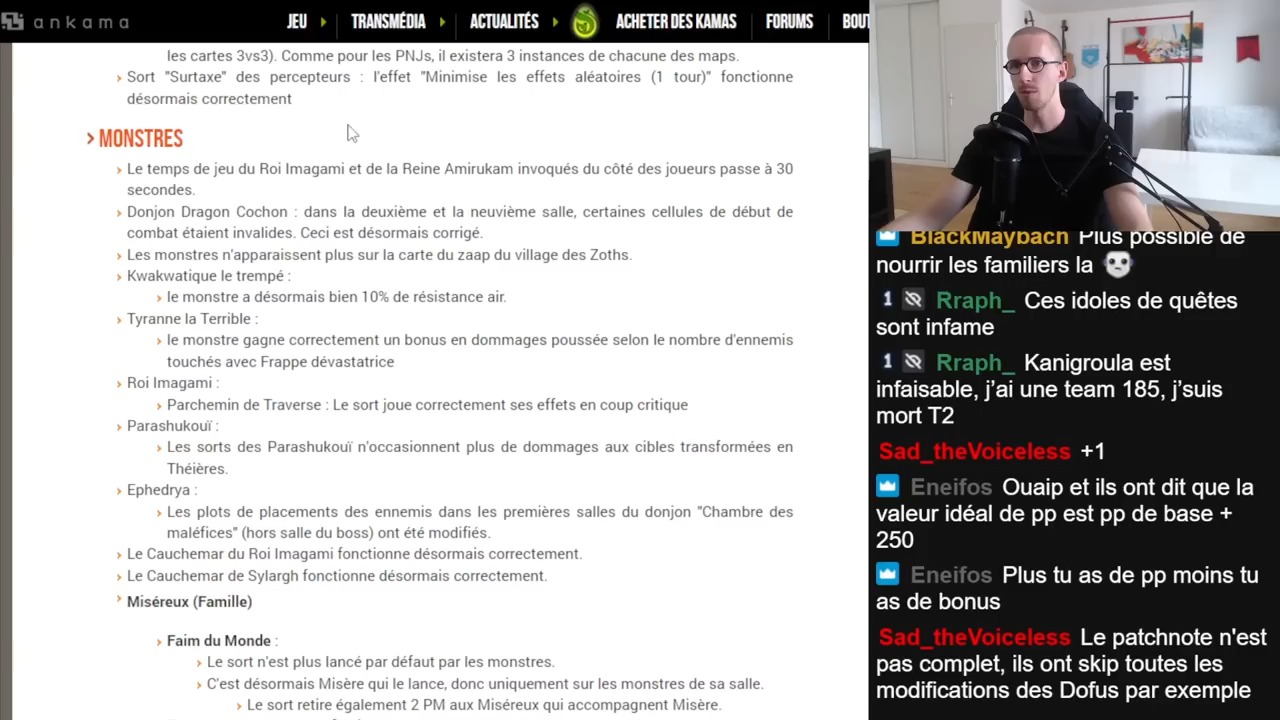 ankama
JEU TRANSMÉDIA ACTUALITÉS ACHETER DES KAMAS FORUMS BOUT
les cartes 3vs3). Comme pour les PNJs, il existera 3 instances de chacune des maps.
Sort "Surtaxe" des percepteurs : l'effet "Minimise les effets aléatoires (1 tour)" fonctionne
désormais correctement
MONSTRES
Le temps de jeu du Roi Imagami et de la Reine Amirukam invoqués du côté des joueurs passe à 30
secondes.
Donjon Dragon Cochon : dans la deuxième et la neuvième salle, certaines cellules de début de
combat étaient invalides. Ceci est désormais corrigé.
Les monstres n'apparaissent plus sur la carte du zaap du village des Zoths.
Kwakwatique le trempé :
le monstre a désormais bien 10% de résistance air.
Tyranne la Terrible :
le monstre gagne correctement un bonus en dommages poussée selon le nombre d'ennemis
touchés avec Frappe dévastatrice
Roi Imagami :
Parchemin de Traverse : Le sort joue correctement ses effets en coup critique
Parashukouï :
Les sorts des Parashukouï n'occasionnent plus de dommages aux cibles transformées en
Théières.
Ephedrya :
Les plots de placements des ennemis dans les premières salles du donjon "Chambre des
maléfices" (hors salle du boss) ont été modifiés.
Le Cauchemar du Roi Imagami fonctionne désormais correctement.
Le Cauchemar de Sylargh fonctionne désormais correctement.
Miséreux (Famille)
Faim du Monde :
Le sort n'est plus lancé par défaut par les monstres.
C'est désormais Misère qui le lance, donc uniquement sur les monstres de sa salle.
Le sort retire également 2 PM aux Miséreux qui accompagnent Misère.
BlackMaybach Plus possible de
nourrir les familiers la
1 Rraph_ Ces idoles de quêtes
sont infame
1 Rraph_ Kanigroula est
infaisable, j'ai une team 185, j'suis
mort T2
Sad_theVoiceless +1
Eneifos Ouaip et ils ont dit que la
valeur idéal de pp est pp de base +
250
Eneifos Plus tu as de pp moins tu
as de bonus
Sad_theVoiceless Le patchnote n'est
pas complet, ils ont skip toutes les
modifications des Dofus par exemple